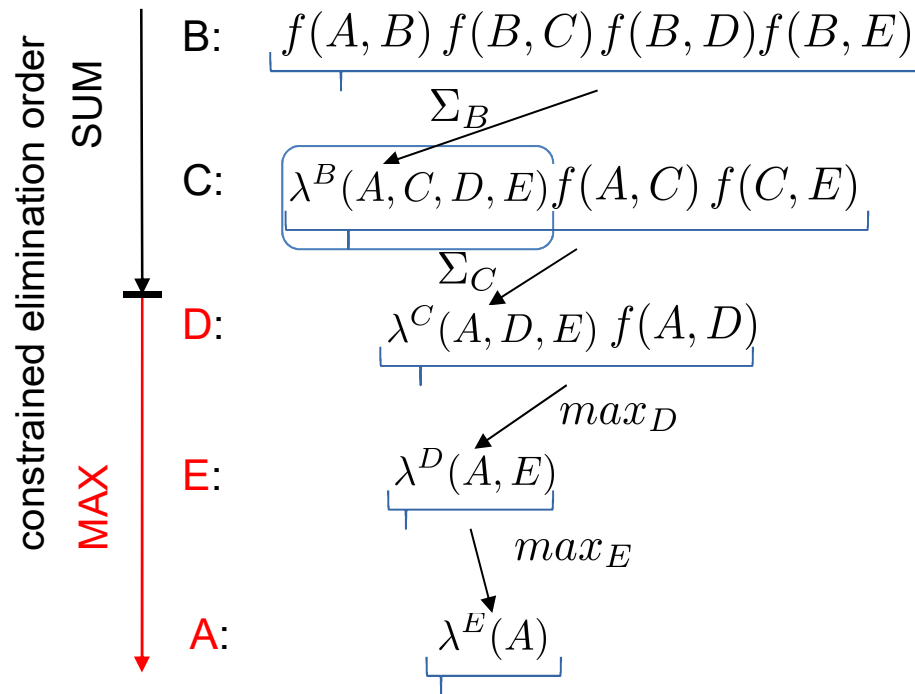 constrained elimination order
SUM
MAX
B: f(A, B) f(B, C) f(B, D) f(B, E)
Σ_B
C: λ^B(A, C, D, E) f(A, C) f(C, E)
Σ_C
D: λ^C(A, D, E) f(A, D)
max_D
E: λ^D(A, E)
max_E
A: λ^E(A)